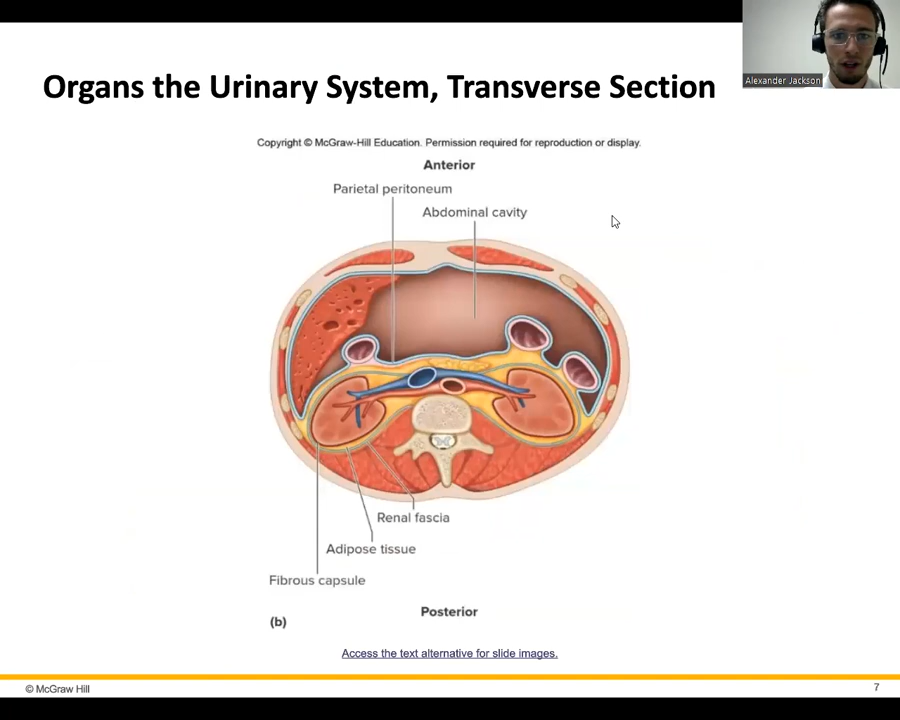 Alexander Jackson
Organs the Urinary System, Transverse Section
Copyright © McGraw-Hill Education. Permission required for reproduction or display.
Anterior
Parietal peritoneum
Abdominal cavity
Renal fascia
Adipose tissue
Fibrous capsule
Posterior
(b)
Access the text alternative for slide images.
© McGraw Hill
7